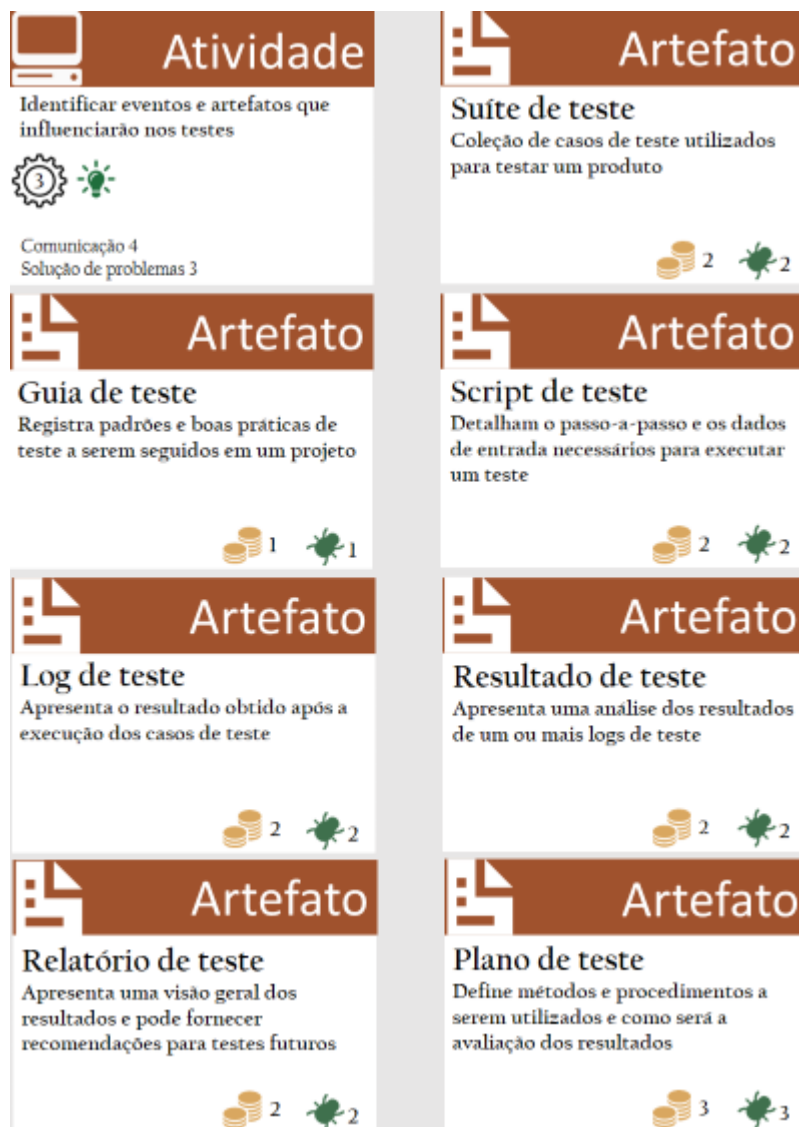 Atividade
Identificar eventos e artefatos que
influenciarão nos testes
3
Comunicação 4
Solução de problemas 3
Artefato
Suíte de teste
Coleção de casos de teste utilizados
para testar um produto
2 2
Artefato
Guia de teste
Registra padrões e boas práticas de
teste a serem seguidos em um projeto
1 1
Artefato
Script de teste
Detalham o passo-a-passo e os dados
de entrada necessários para executar
um teste
2 2
Artefato
Log de teste
Apresenta o resultado obtido após a
execução dos casos de teste
2 2
Artefato
Resultado de teste
Apresenta uma análise dos resultados
de um ou mais logs de teste
2 2
Artefato
Relatório de teste
Apresenta uma visão geral dos
resultados e pode fornecer
recomendações para testes futuros
2 2
Artefato
Plano de teste
Define métodos e procedimentos a
serem utilizados e como será a
avaliação dos resultados
3 3